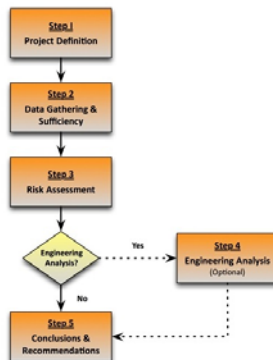 Step 1
Project Definition
Step 2
Data Gathering &
Sufficiency
Step 3
Risk Assessment
Engineering
Analysis?
Yes
Step 4
Engineering Analysis
(Optional)
No
Step 5
Conclusions &
Recommendations